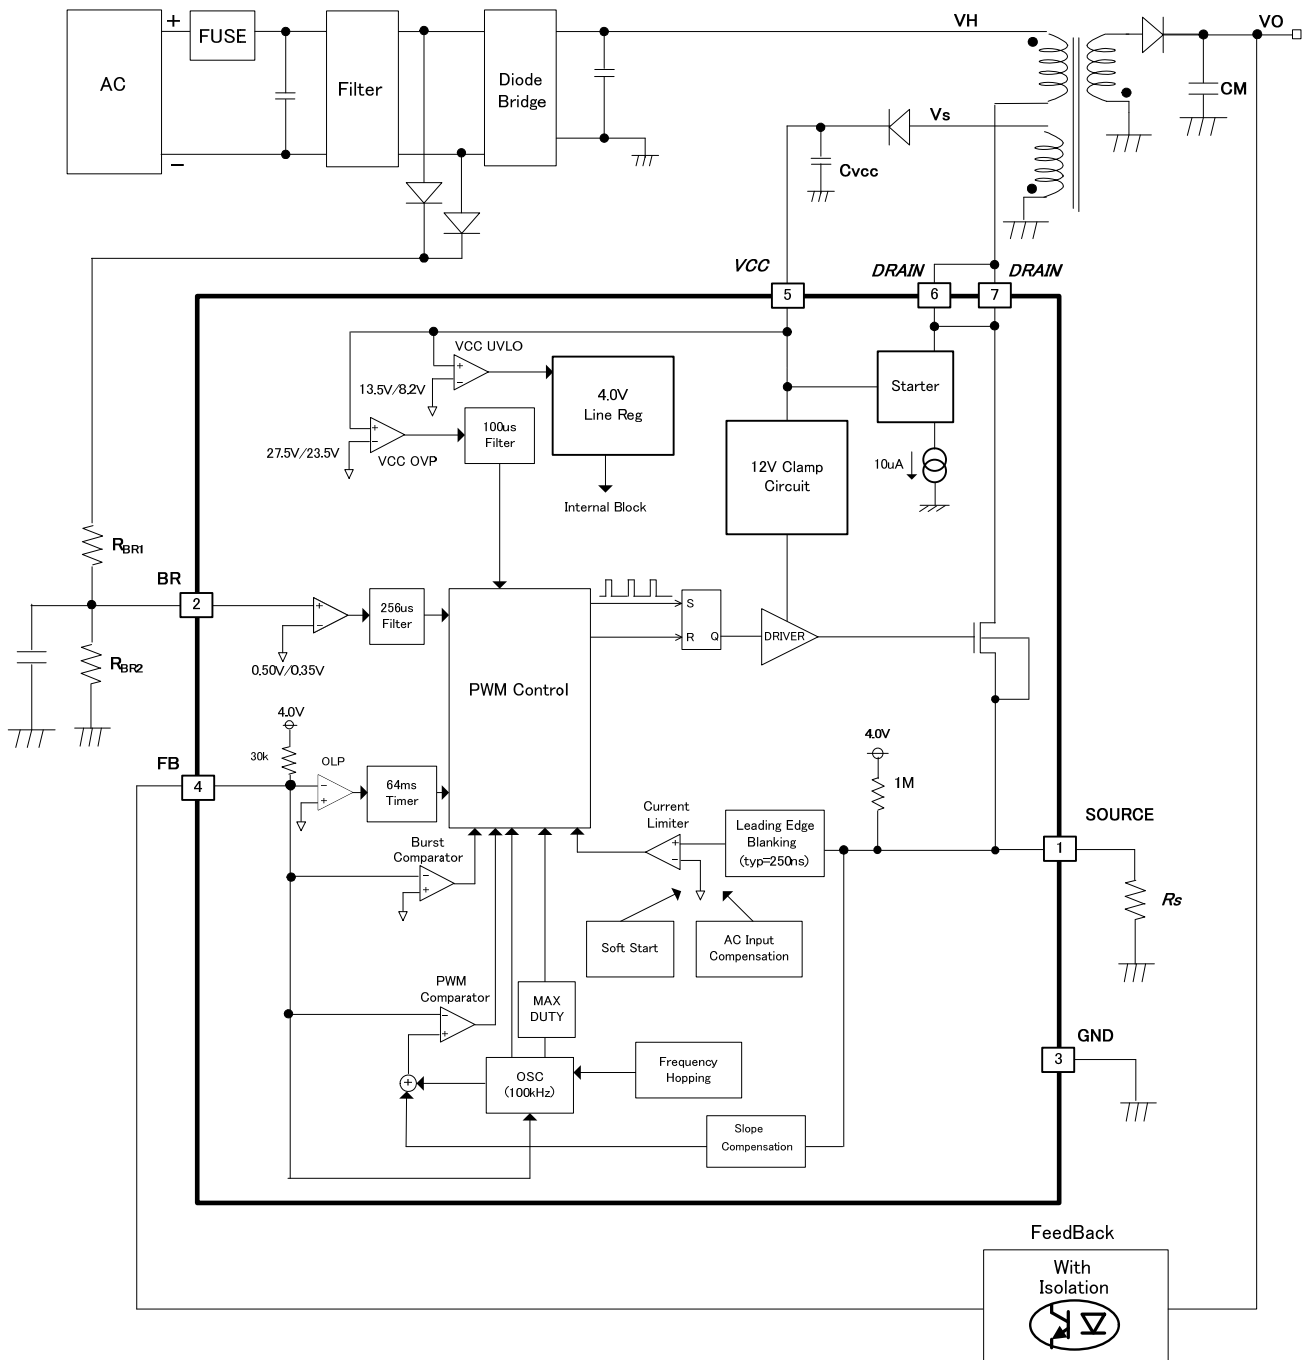 +
FUSE
VH
VO
AC
Filter
Diode
Bridge
CM
Vs
−
Cvcc
VCC
DRAIN
DRAIN
5
6
7
VCC UVLO
+
−
13.5V/8.2V
4.0V
Line Reg
Starter
100us
Filter
+
−
27.5V/23.5V
VCC OVP
12V Clamp
Circuit
10uA
Internal Block
RBR1
BR
2
+
−
256us
Filter
S
R
Q
DRIVER
0.50V/0.35V
RBR2
PWM Control
4.0V
30k
FB
4
OLP
−
+
64ms
Timer
4.0V
1M
Current
Limiter
+
−
Leading Edge
Blanking
(typ=250ns)
SOURCE
1
Burst
Comparator
−
+
Rs
Soft Start
AC Input
Compensation
PWM
Comparator
−
+
MAX
DUTY
GND
3
Frequency
Hopping
OSC
(100kHz)
+
Slope
Compensation
FeedBack
With
Isolation